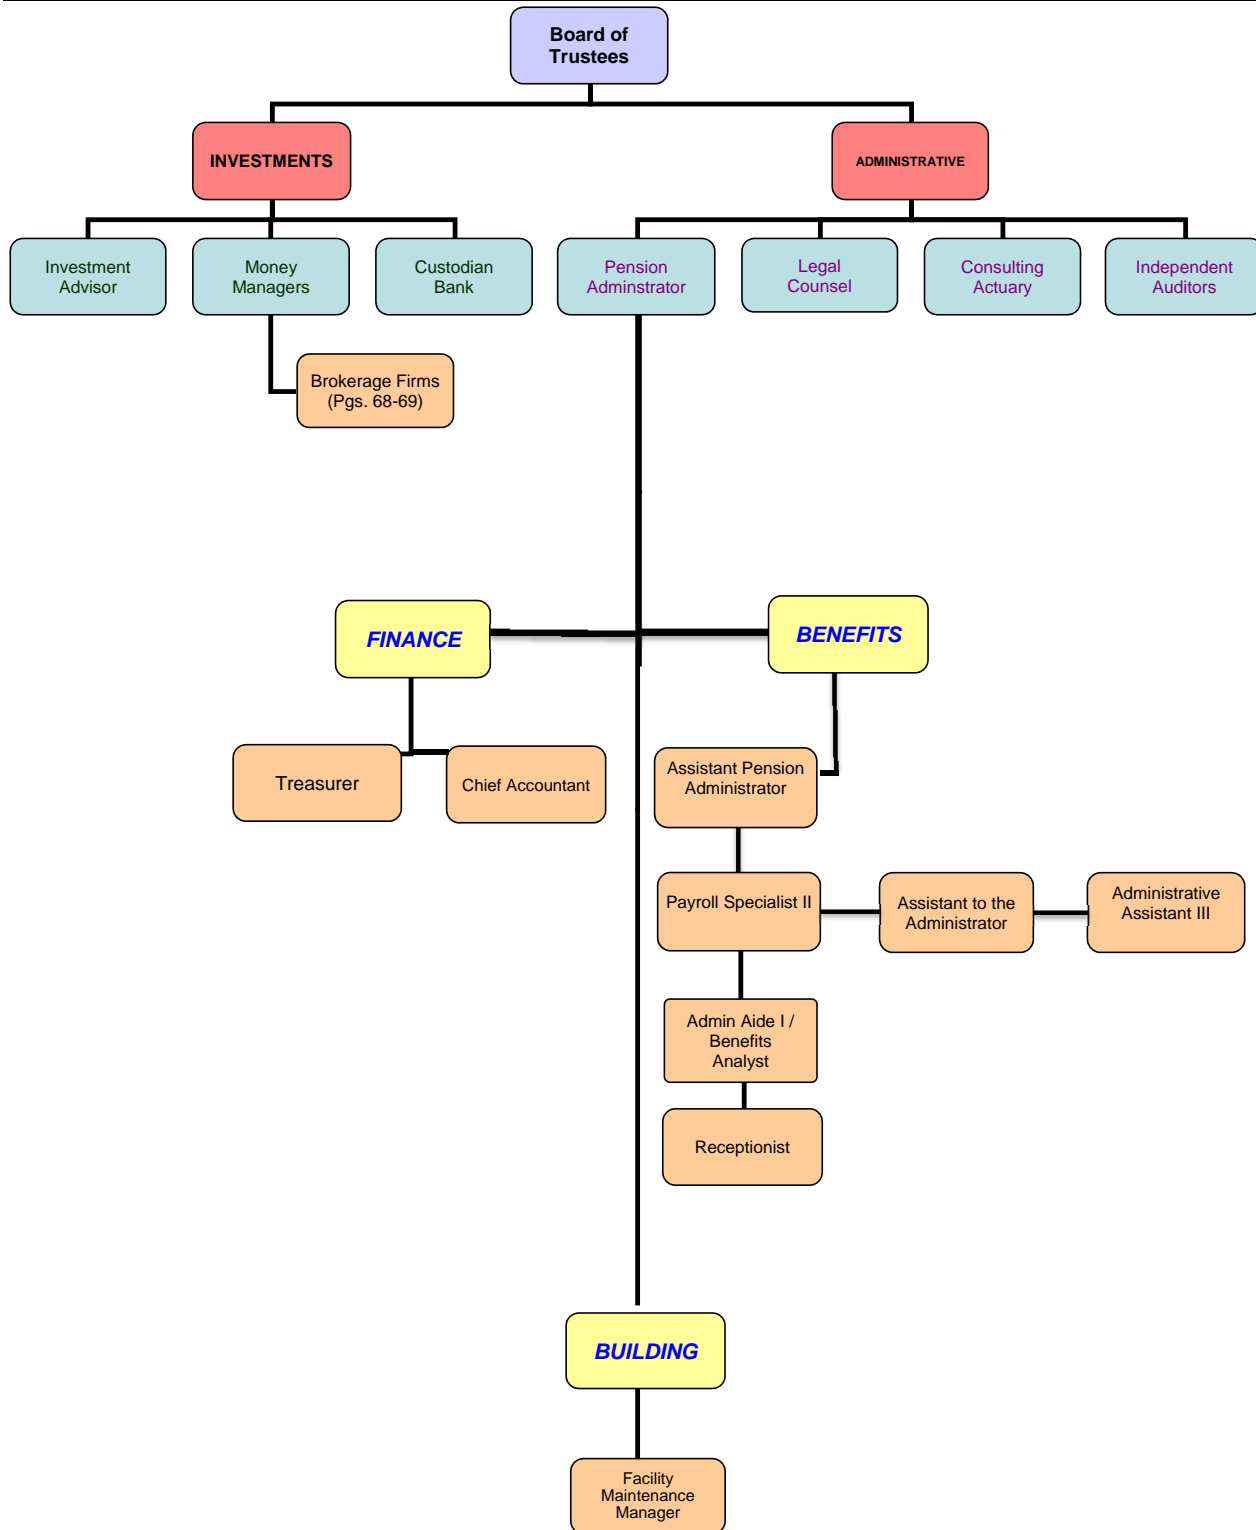 Board of
Trustees
INVESTMENTS
ADMINISTRATIVE
Investment
Advisor
Money
Managers
Custodian
Bank
Pension
Adminstrator
Legal
Counsel
Consulting
Actuary
Independent
Auditors
Brokerage Firms
(Pgs. 68-69)
FINANCE
BENEFITS
Treasurer
Chief Accountant
Assistant Pension
Administrator
Payroll Specialist II
Assistant to the
Administrator
Administrative
Assistant III
Admin Aide I /
Benefits
Analyst
Receptionist
BUILDING
Facility
Maintenance
Manager